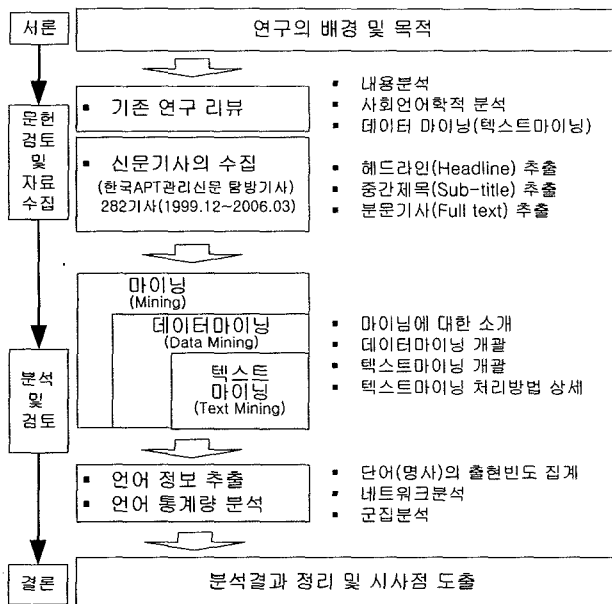 서론
연구의 배경 및 목적
문헌
검토
및
자료
수집
▪ 기존 연구 리뷰
▪ 내용분석
▪ 사회언어학적 분석
▪ 데이터 마이닝(텍스트마이닝)
▪ 신문기사의 수집
(한국APT관리신문 탐방기사)
282기사(1999.12~2006.03)
▪ 헤드라인(Headline) 추출
▪ 중간제목(Sub-title) 추출
▪ 분문기사(Full text) 추출
분석
및
검토
마이닝
(Mining)
데이터마이닝
(Data Mining)
텍스트
마이닝
(Text Mining)
▪ 마이님에 대한 소개
▪ 데이터마이닝 개괄
▪ 텍스트마이닝 개괄
▪ 텍스트마이닝 처리방법 상세
▪ 언어 정보 추출
▪ 언어 통계량 분석
▪ 단어(명사)의 출현빈도 집계
▪ 네트워크분석
▪ 군집분석
결론
분석결과 정리 및 시사점 도출